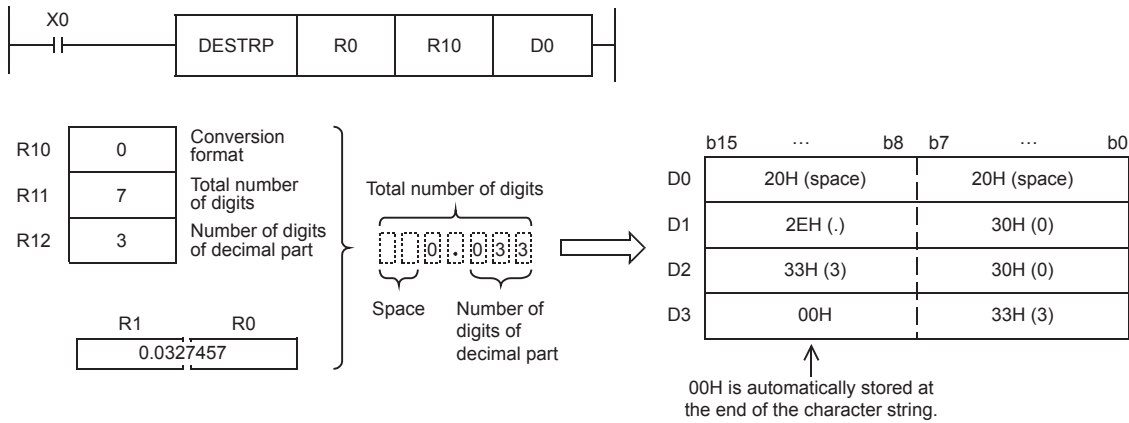 X0
DESTRP R0 R10 D0
R10 0 Conversion
format
R11 7 Total number
of digits
R12 3 Number of digits
of decimal part
R1 R0
0.0327457
Total number of digits
0 . 0 3 3
Space
Number of
digits of
decimal part
b15 ... b8 b7 ... b0
D0 20H (space) 20H (space)
D1 2EH (.) 30H (0)
D2 33H (3) 30H (0)
D3 00H 33H (3)
00H is automatically stored at
the end of the character string.